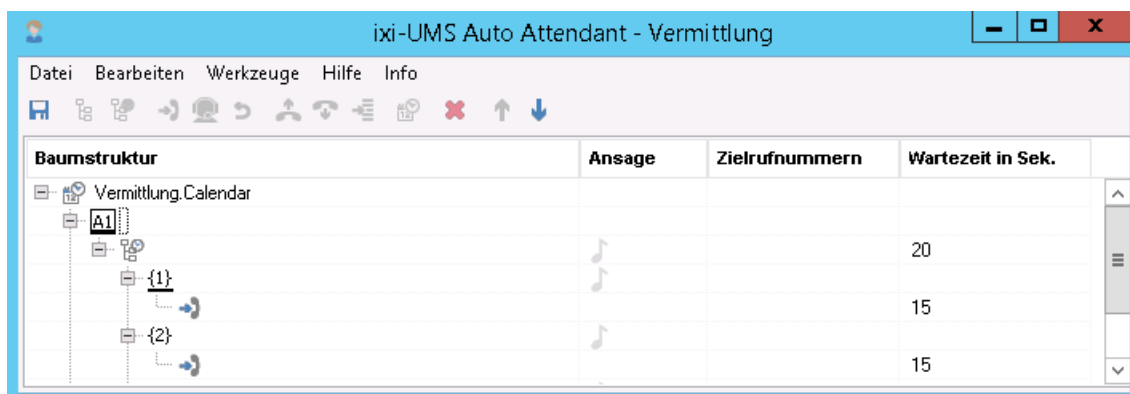 ixi-UMS Auto Attendant - Vermittlung
Datei Bearbeiten Werkzeuge Hilfe Info
Baumstruktur Ansage Zielrufnummern Wartezeit in Sek.
Vermittlung.Calendar
A1
20
{1}
15
{2}
15